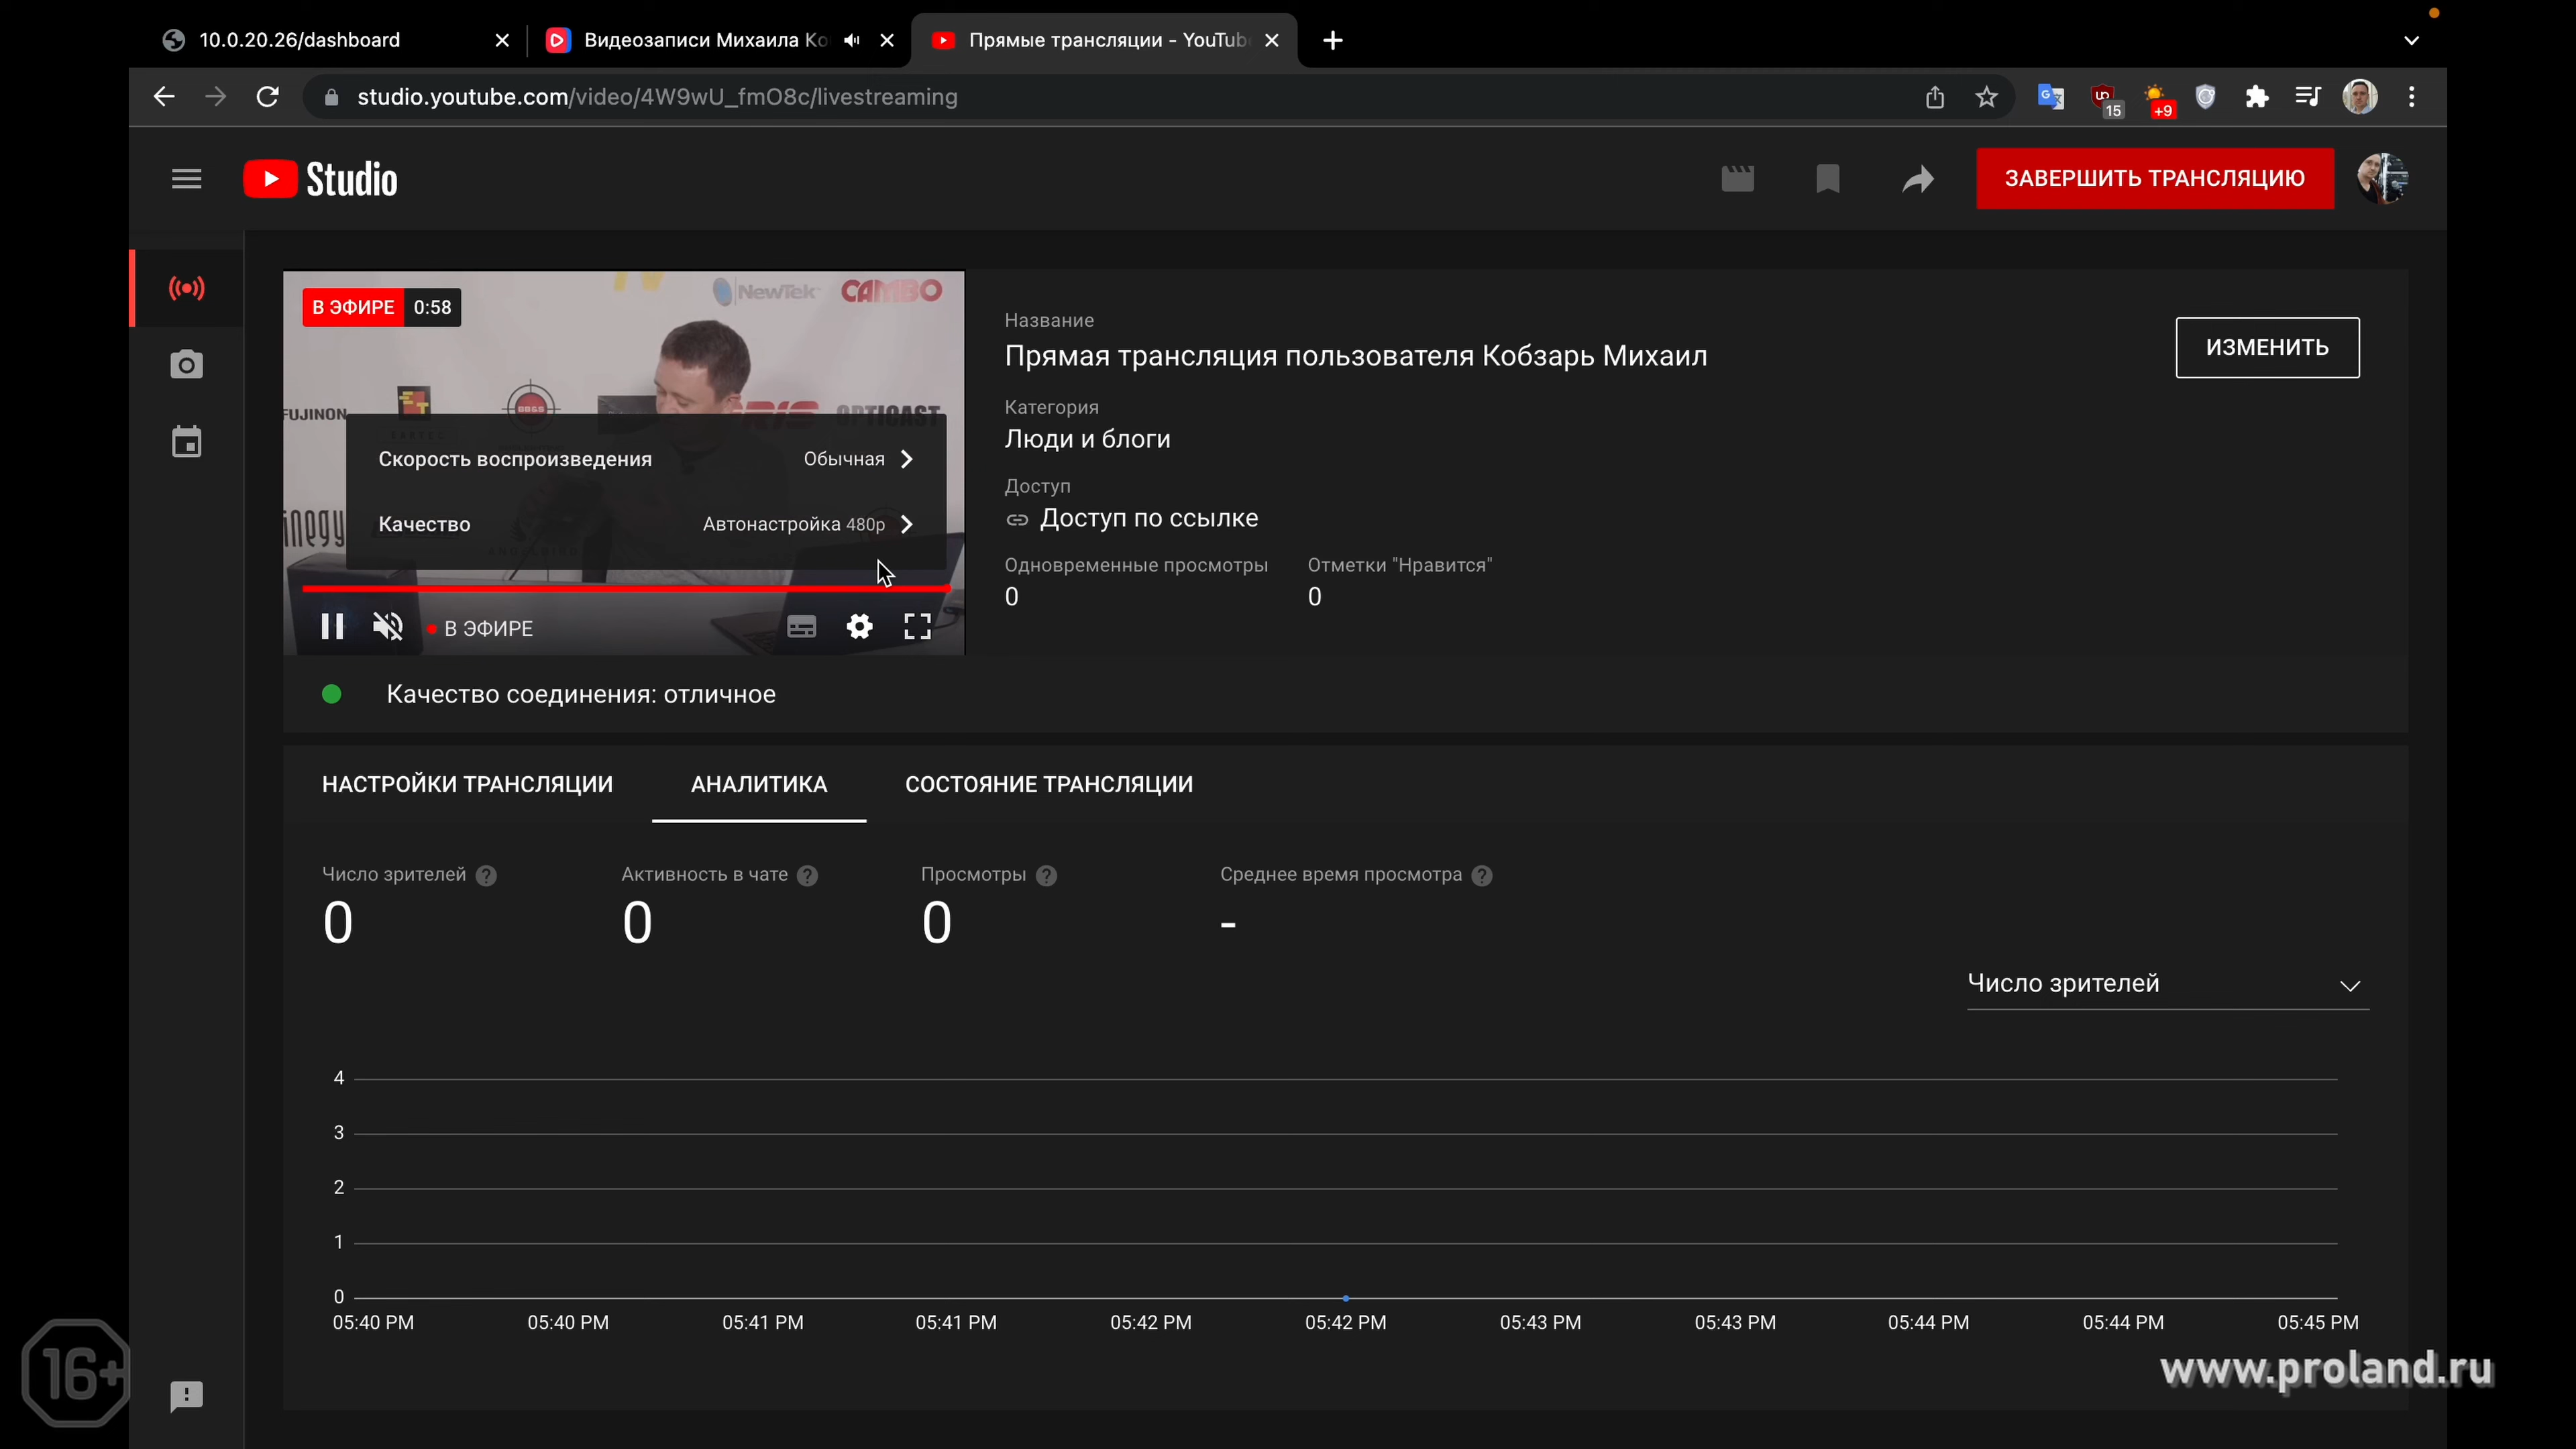 10.0.20.26/dashboard
Видеозаписи Михаила Ко
Прямые трансляции - YouTube
studio.youtube.com/video/4W9wU_fmO8c/livestreaming
15
+9
Studio
ЗАВЕРШИТЬ ТРАНСЛЯЦИЮ
В ЭФИРЕ 0:58
NewTek CAMBO
FUJINON
OPTICAST
Скорость воспроизведения Обычная
Качество Автонастройка 480p
В ЭФИРЕ
Название
Прямая трансляция пользователя Кобзарь Михаил
ИЗМЕНИТЬ
Категория
Люди и блоги
Доступ
Доступ по ссылке
Одновременные просмотры Отметки "Нравится"
0 0
Качество соединения: отличное
НАСТРОЙКИ ТРАНСЛЯЦИИ АНАЛИТИКА СОСТОЯНИЕ ТРАНСЛЯЦИИ
Число зрителей Активность в чате Просмотры Среднее время просмотра
0 0 0 -
Число зрителей
4
3
2
1
0
05:40 PM 05:40 PM 05:41 PM 05:41 PM 05:42 PM 05:42 PM 05:43 PM 05:43 PM 05:44 PM 05:44 PM 05:45 PM
16+
www.proland.ru